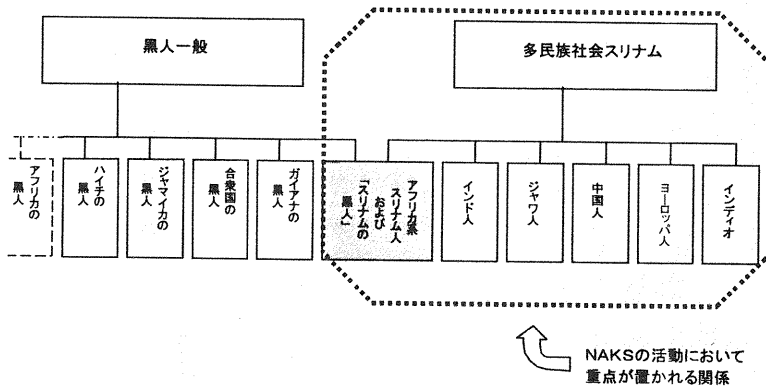 黒人一般
多民族社会スリナム
アフリカの
黒人
ハイチの
黒人
ジャマイカの
黒人
合衆国の
黒人
ガイアナの
黒人
アフリカ系
スリナム人
および
「スリナムの
黒人」
インド人
ジャワ人
中国人
ヨーロッパ人
インディオ
NAKSの活動において
重点が置かれる関係